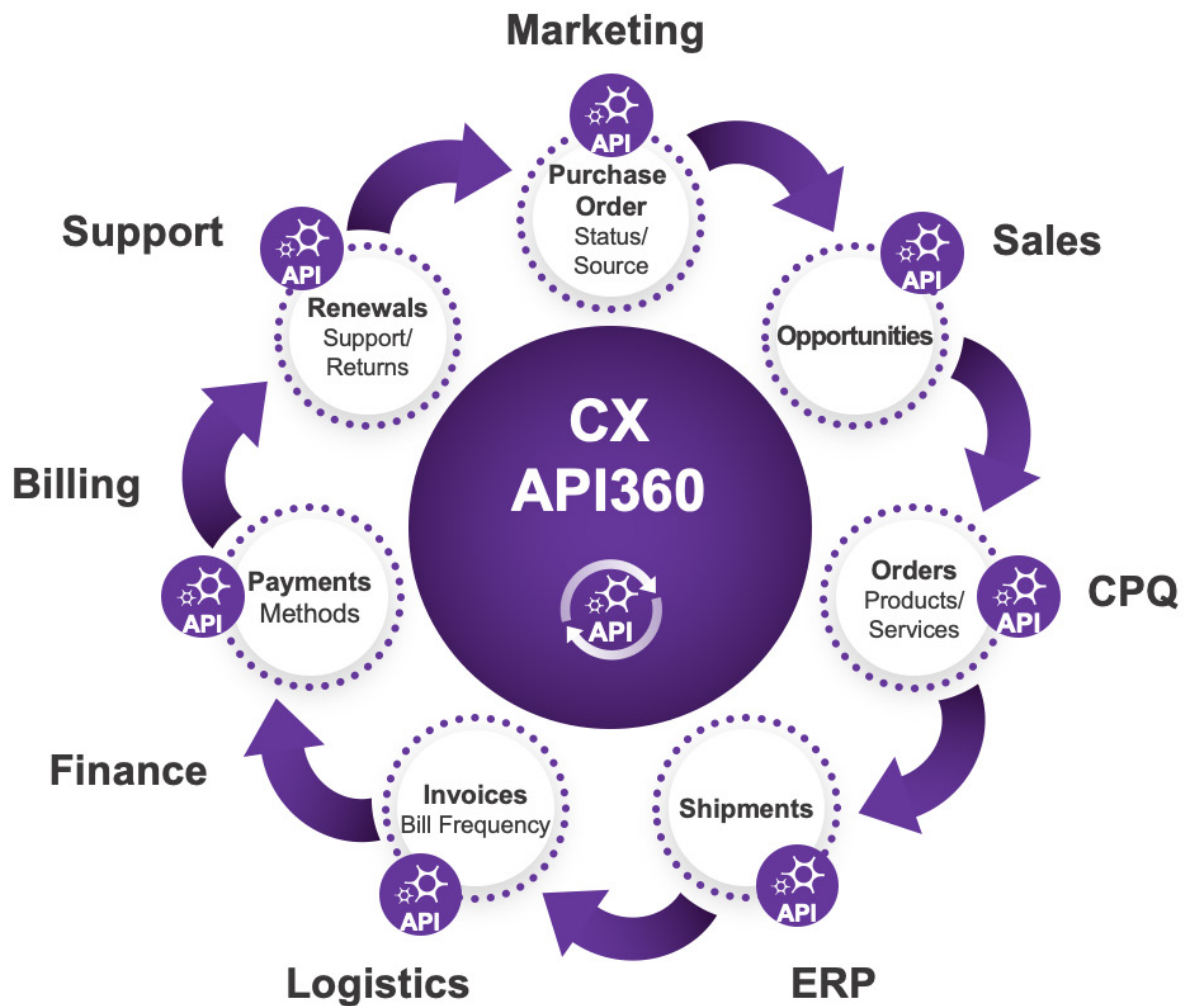 Marketing
API
Purchase
Order
Status/
Source
Sales
API
Opportunities
CPQ
API
Orders
Products/
Services
ERP
API
Shipments
Logistics
API
Invoices
Bill Frequency
Finance
Billing
API
Payments
Methods
Support
API
Renewals
Support/
Returns
CX
API360
API